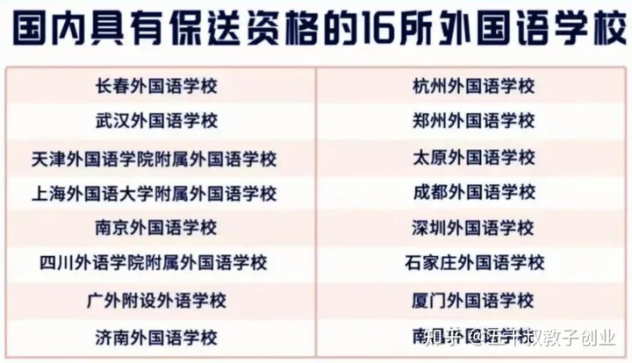 国内具有保送资格的16所外国语学校
长春外国语学校
杭州外国语学校
武汉外国语学校
郑州外国语学校
天津外国语学院附属外国语学校
太原外国语学校
上海外国语大学附属外国语学校
成都外国语学校
南京外国语学校
深圳外国语学校
四川外语学院附属外国语学校
石家庄外国语学校
广外附设外语学校
厦门外国语学校
济南外国语学校
南
知乎
叔教子创业